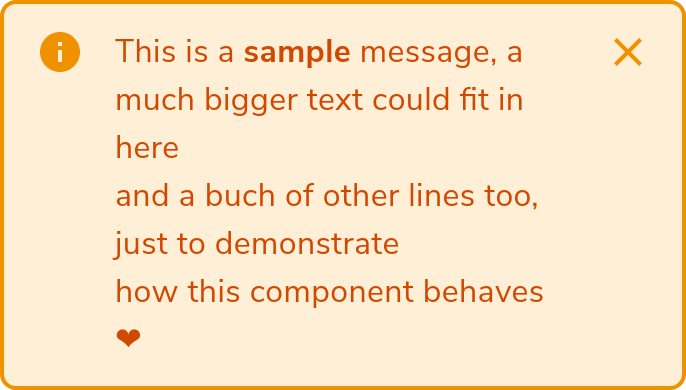 This is a sample message, a
much bigger text could fit in
here
and a buch of other lines too,
just to demonstrate
how this component behaves
❤